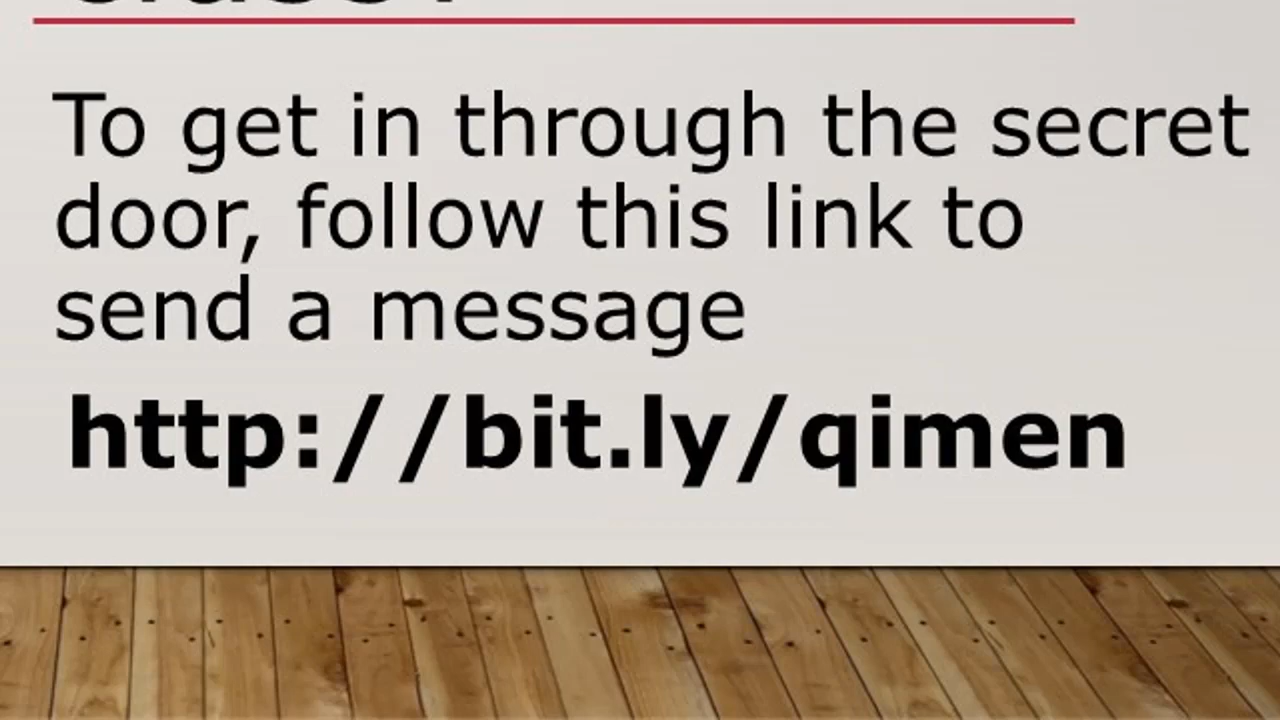 To get in through the secret
door, follow this link to
send a message
http://bit.ly/qimen